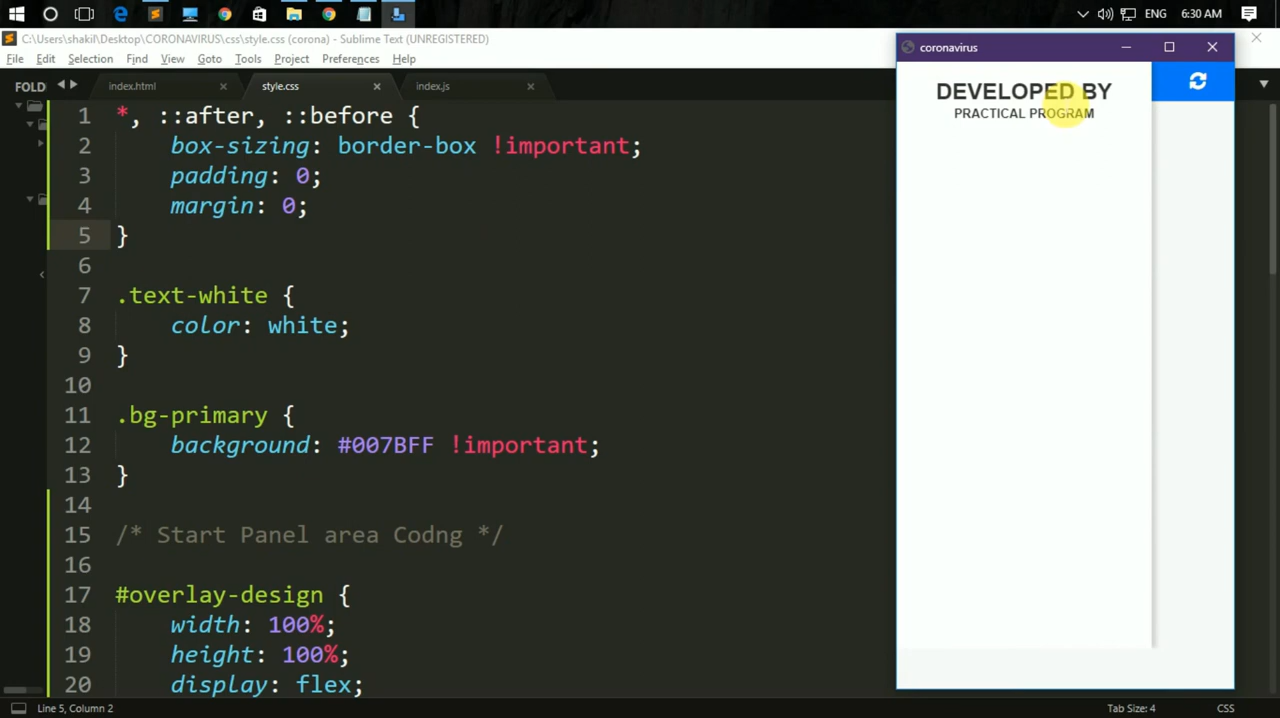 ENG 6:30 AM
C:\Users\shakil\Desktop\CORONAVIRUS\css\style.css (corona) - Sublime Text (UNREGISTERED)
File Edit Selection Find View Goto Tools Project Preferences Help
FOLD
index.html
style.css
index.js
1 *, ::after, ::before {
2 box-sizing: border-box !important;
3 padding: 0;
4 margin: 0;
5 }
6
7 .text-white {
8 color: white;
9 }
10
11 .bg-primary {
12 background: #007BFF !important;
13 }
14
15 /* Start Panel area Codng */
16
17 #overlay-design {
18 width: 100%;
19 height: 100%;
20 display: flex;
coronavirus
DEVELOPED BY
PRACTICAL PROGRAM
Line 5, Column 2
Tab Size: 4
CSS